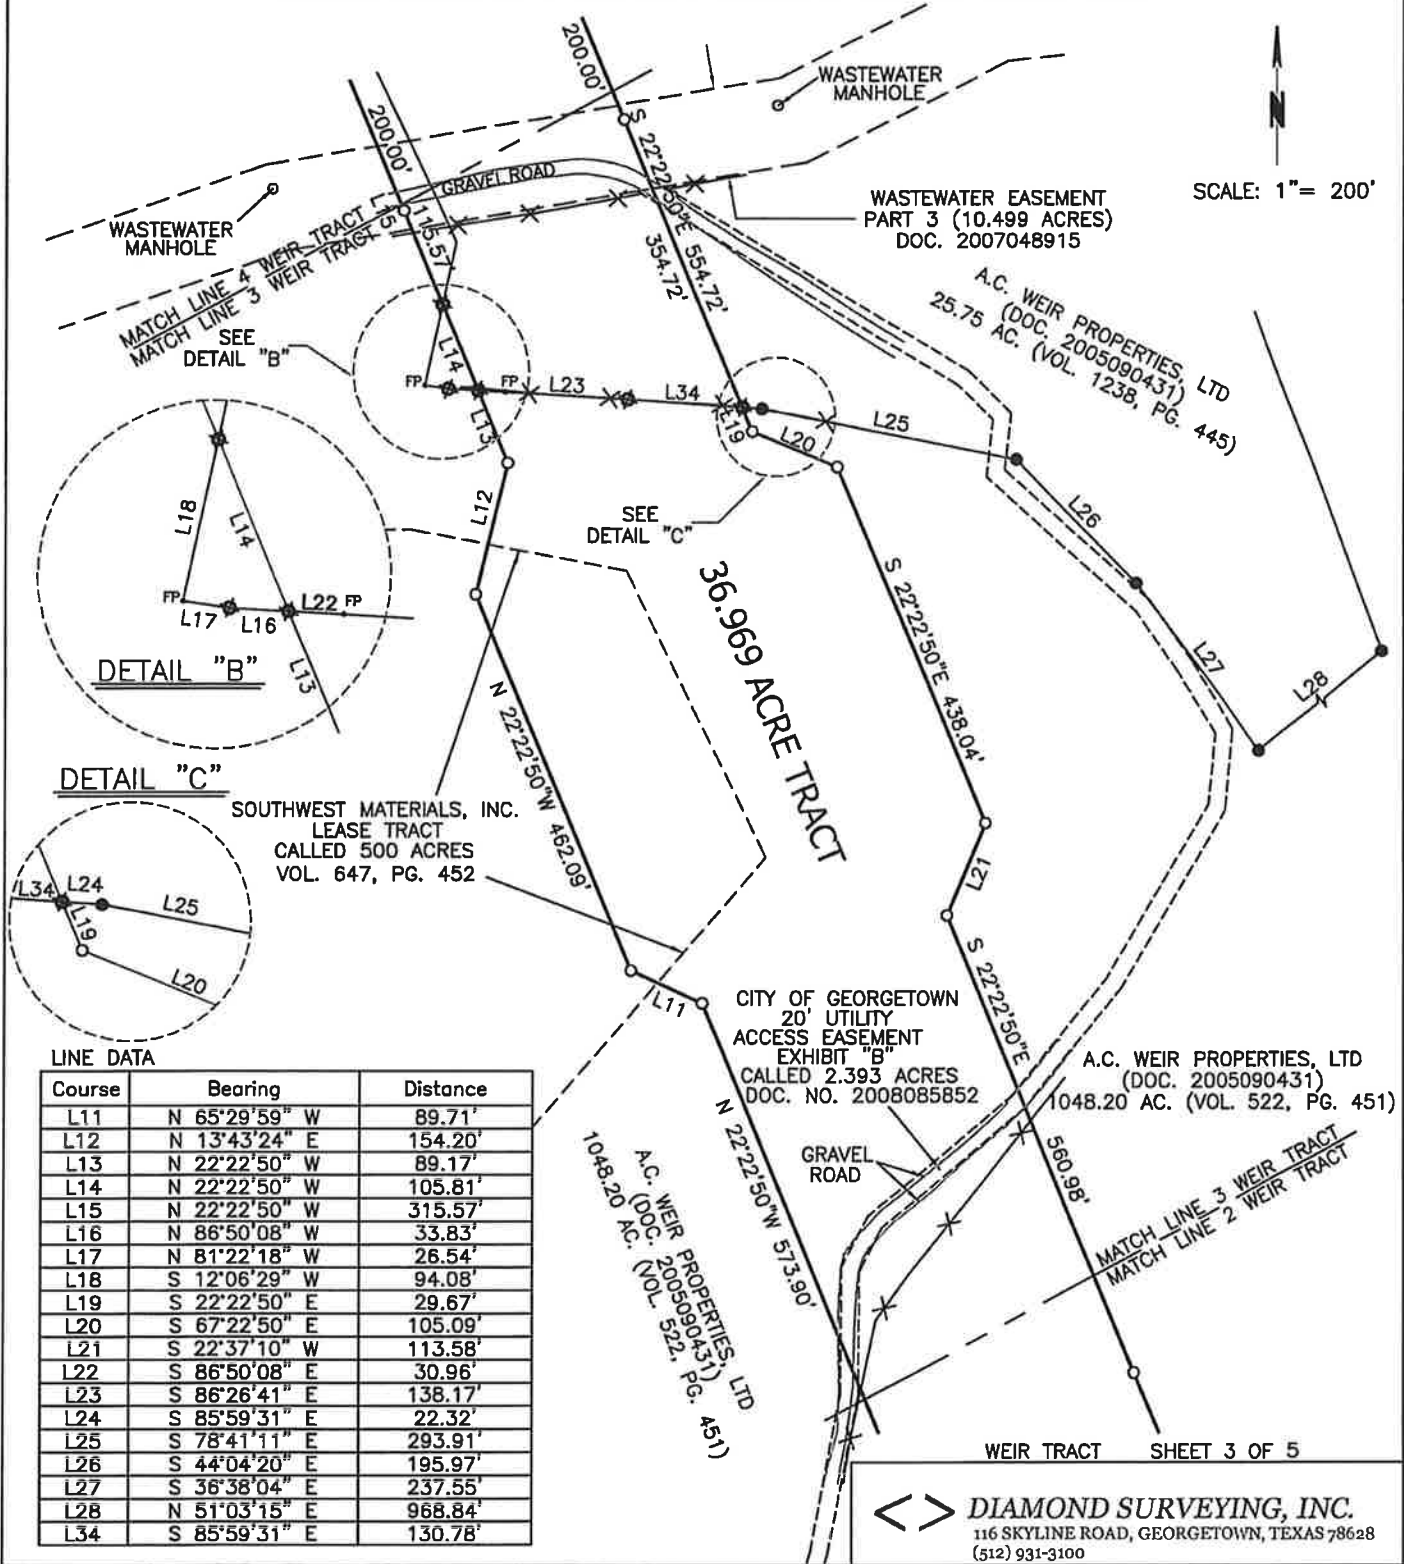 200.00'
200.00'
WASTEWATER
MANHOLE
N
SCALE: 1"= 200'
GRAVEL ROAD
S 22°22'50"E 554.72'
354.72'
WASTEWATER EASEMENT
PART 3 (10.499 ACRES)
DOC. 2007048915
WASTEWATER
MANHOLE
L15
115.57'
MATCH LINE 4 WEIR TRACT
MATCH LINE 3 WEIR TRACT
A.C. WEIR PROPERTIES, LTD
(DOC. 2005090431)
25.75 AC. (VOL. 1238, PG. 445)
SEE
DETAIL "B"
L14
FP
FP
L23
L34
L19
L25
L13
L20
L12
SEE
DETAIL "C"
L26
L18
L14
FP
L17
L16
L22
FP
L13
DETAIL "B"
36.969 ACRE TRACT
S 22°22'50"E 438.04'
L27
L28
N 22°22'50"W 462.09'
DETAIL "C"
SOUTHWEST MATERIALS, INC.
LEASE TRACT
CALLED 500 ACRES
VOL. 647, PG. 452
L21
L34
L24
L25
L19
L20
L11
S 22°22'50"E
560.98'
CITY OF GEORGETOWN
20' UTILITY
ACCESS EASEMENT
EXHIBIT "B"
CALLED 2.393 ACRES
DOC. NO. 2008085852
A.C. WEIR PROPERTIES, LTD
(DOC. 2005090431)
1048.20 AC. (VOL. 522, PG. 451)
N 22°22'50"W 573.90'
GRAVEL
ROAD
A.C. WEIR PROPERTIES, LTD
(DOC. 2005090431)
1048.20 AC. (VOL. 522, PG. 451)
MATCH LINE 3 WEIR TRACT
MATCH LINE 2 WEIR TRACT
LINE DATA
Course Bearing Distance
L11 N 65°29'59" W 89.71'
L12 N 13°43'24" E 154.20'
L13 N 22°22'50" W 89.17'
L14 N 22°22'50" W 105.81'
L15 N 22°22'50" W 315.57'
L16 N 86°50'08" W 33.83'
L17 N 81°22'18" W 26.54'
L18 S 12°06'29" W 94.08'
L19 S 22°22'50" E 29.67'
L20 S 67°22'50" E 105.09'
L21 S 22°37'10" W 113.58'
L22 S 86°50'08" E 30.96'
L23 S 86°26'41" E 138.17'
L24 S 85°59'31" E 22.32'
L25 S 78°41'11" E 293.91'
L26 S 44°04'20" E 195.97'
L27 S 36°38'04" E 237.55'
L28 N 51°03'15" E 968.84'
L34 S 85°59'31" E 130.78'
WEIR TRACT SHEET 3 OF 5
DIAMOND SURVEYING, INC.
116 SKYLINE ROAD, GEORGETOWN, TEXAS 78628
(512) 931-3100